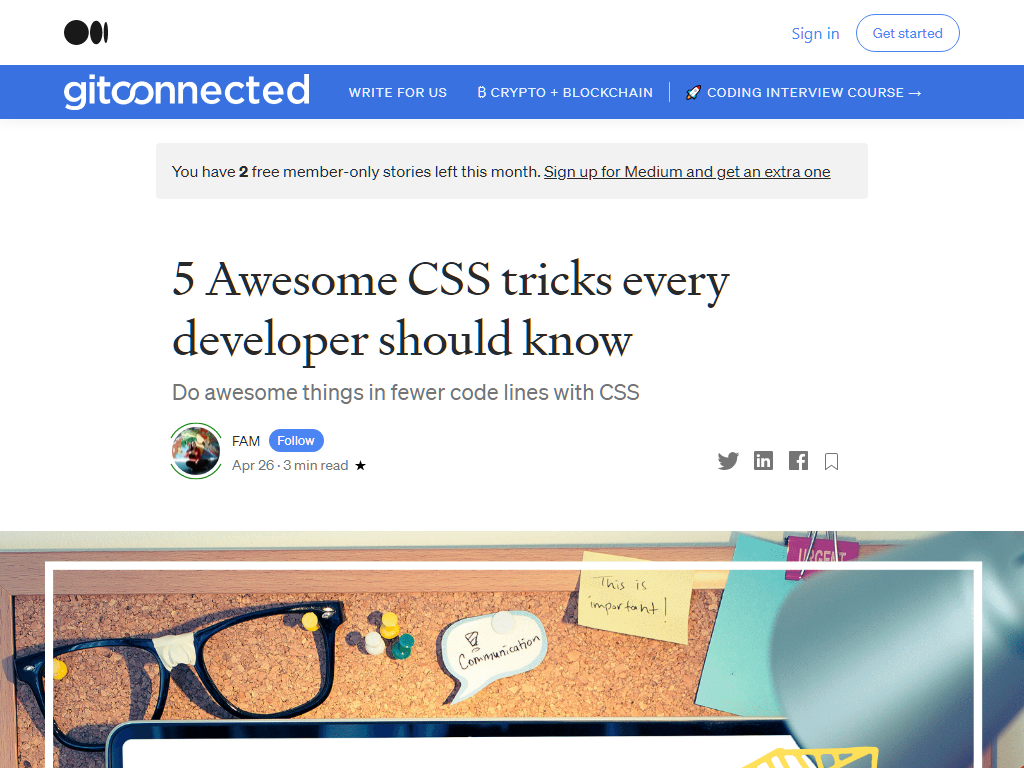 Sign in
Get started
gitconnected
WRITE FOR US
₿ CRYPTO + BLOCKCHAIN
🚀 CODING INTERVIEW COURSE →
You have 2 free member-only stories left this month. Sign up for Medium and get an extra one
5 Awesome CSS tricks every
developer should know
Do awesome things in fewer code lines with CSS
FAM
Follow
Apr 26 · 3 min read ★
URGENT
This is
important!
Communication